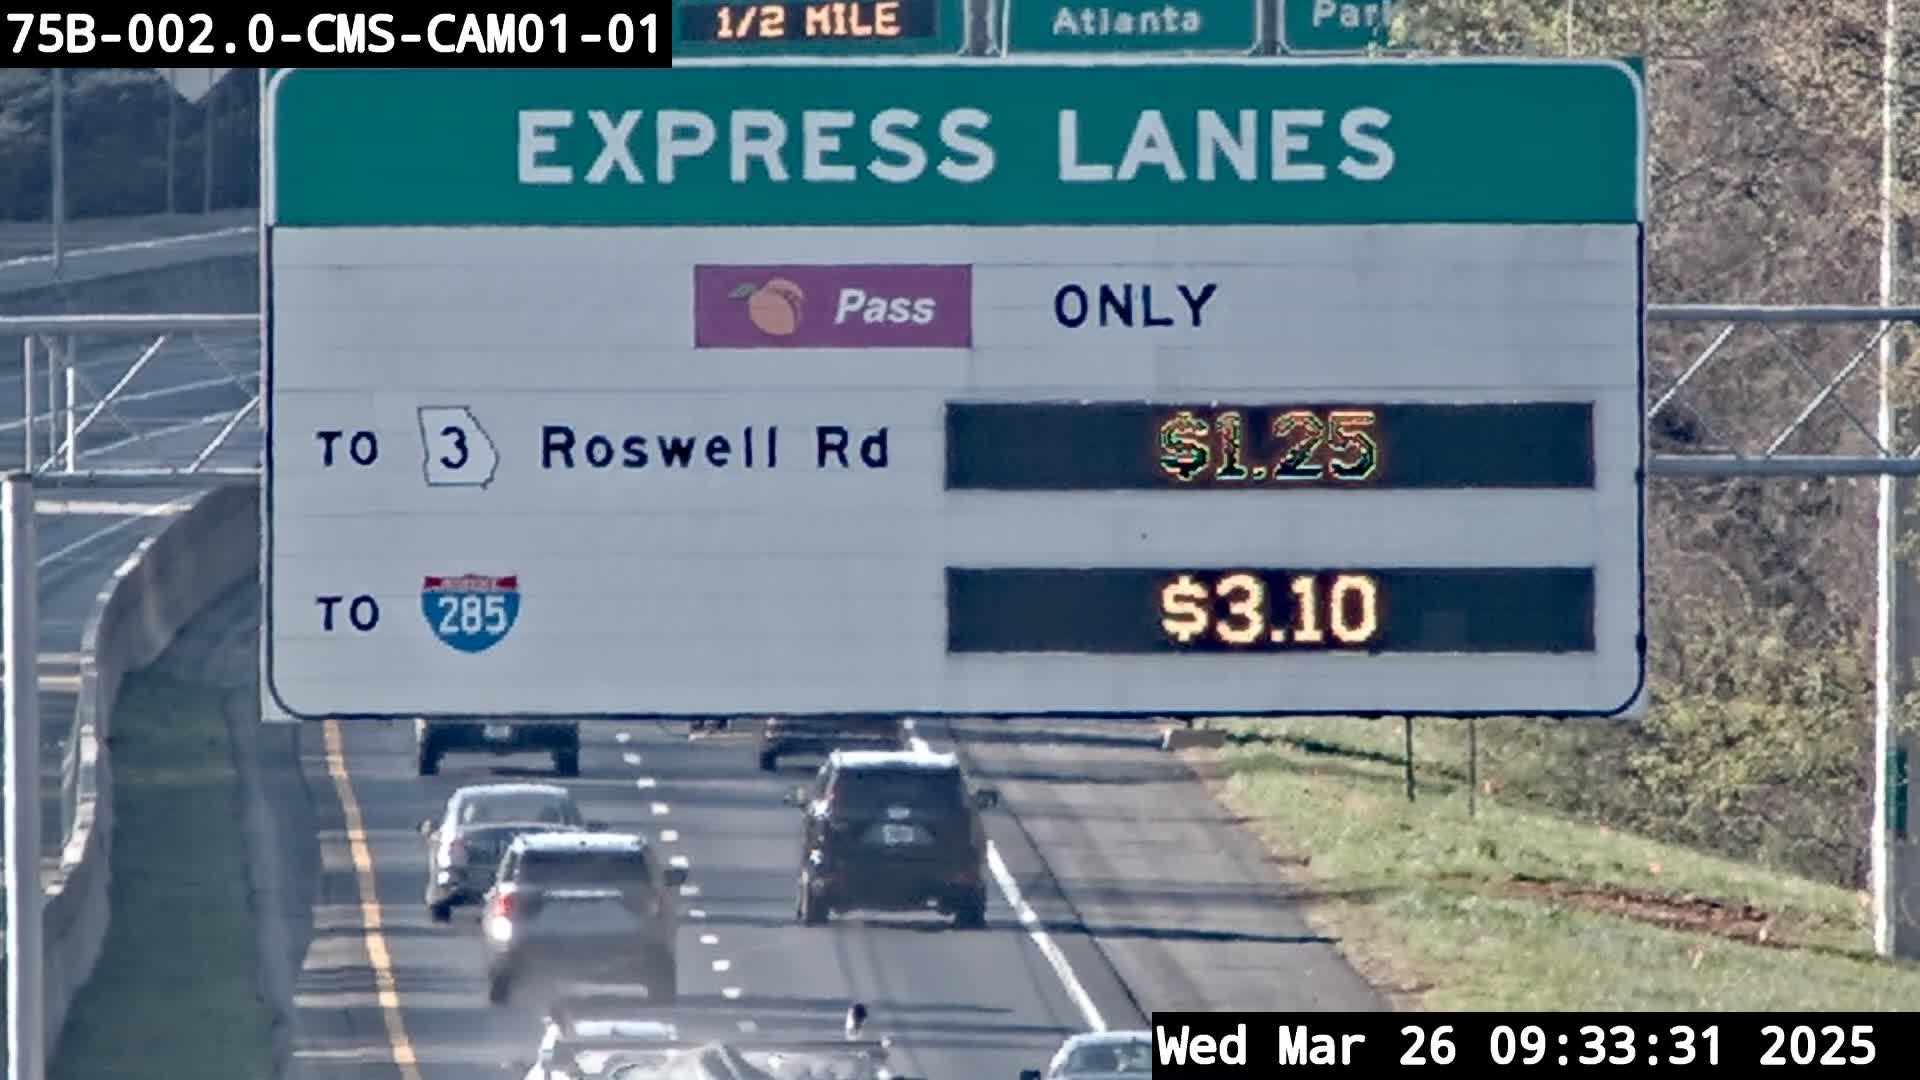 75B-002.0-CMS-CAM01-01
1/2 MILE
Atlanta
EXPRESS LANES
Pass ONLY
TO 3 Roswell Rd $1.25
TO 285 $3.10
Wed Mar 26 09:33:31 2025